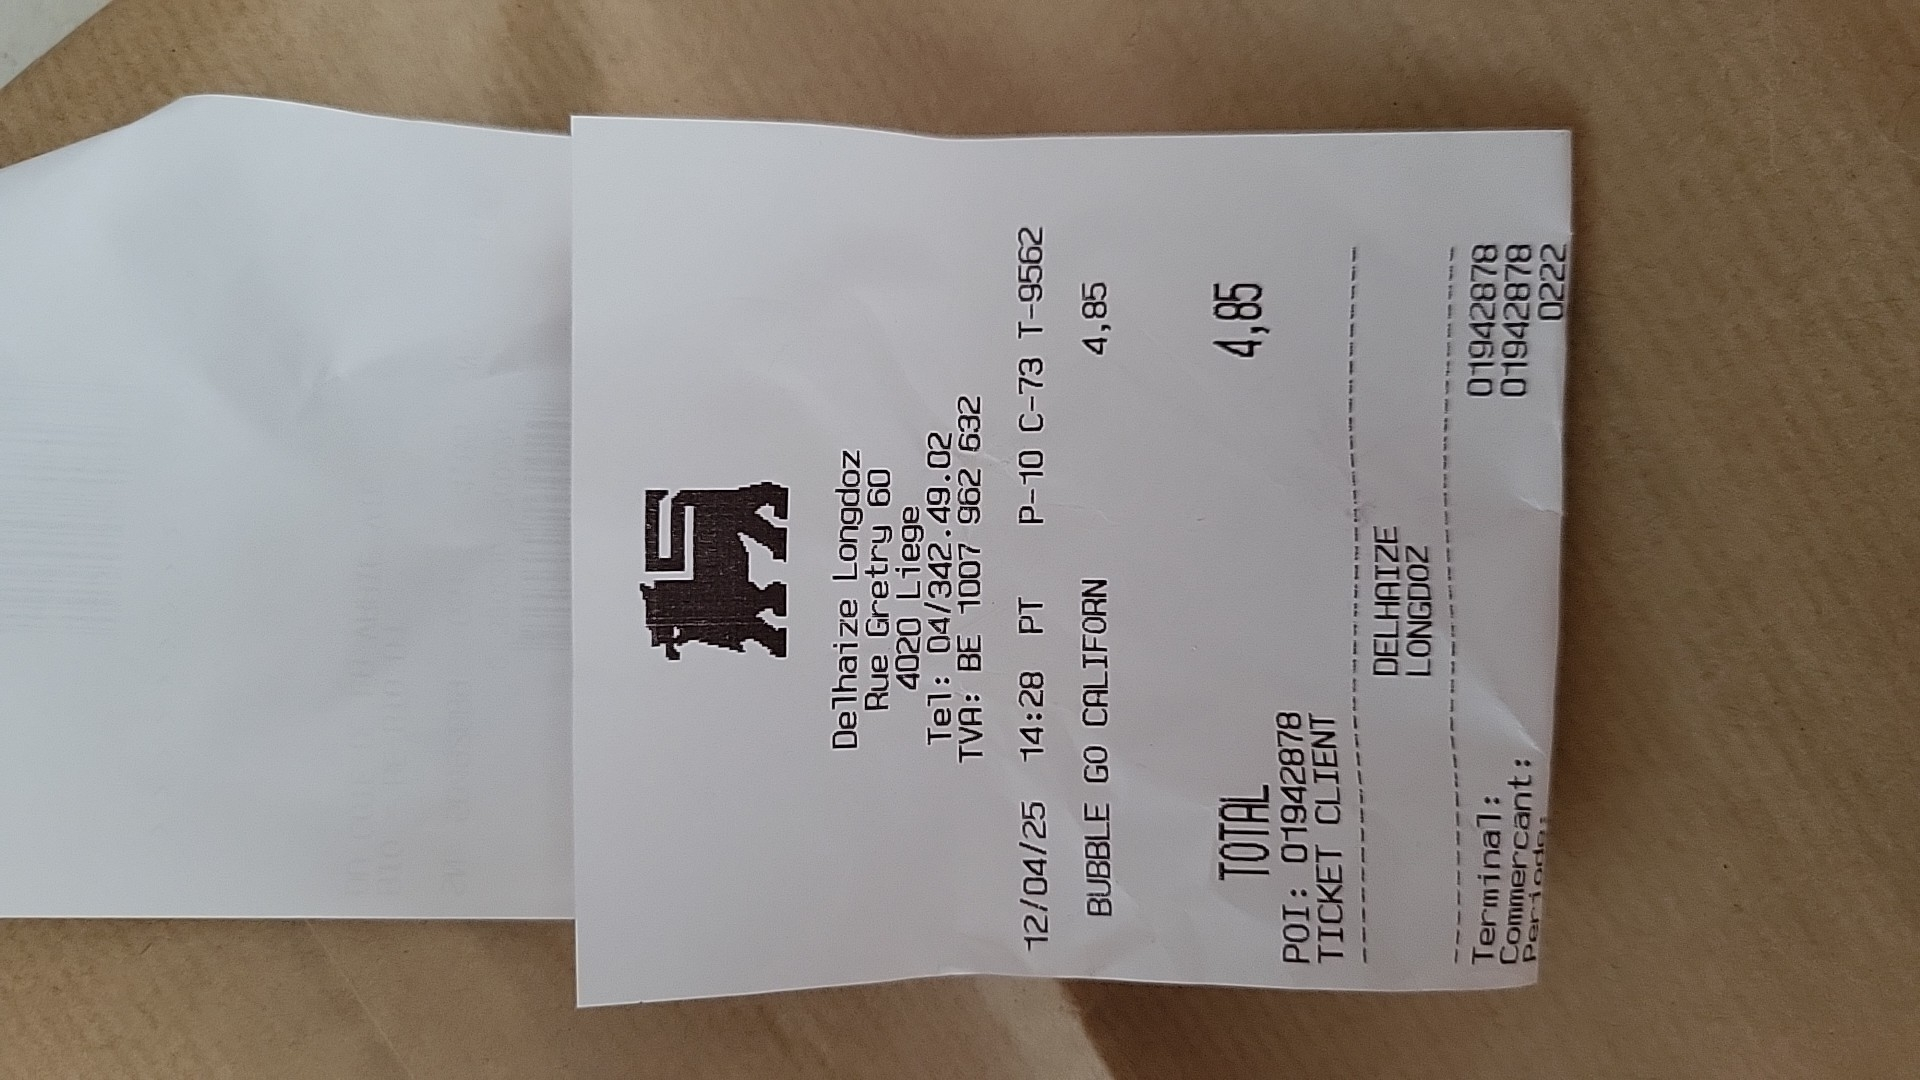 Delhaize Longdoz
Rue Gretry 60
4020 Liege
Tel: 04/342.49.02
TVA: BE 1007 962 632
12/04/25 14:28 PT P-10 C-73 T-9562
BUBBLE GO CALIFORN 4,85
TOTAL 4,85
POI: 01942878
TICKET CLIENT
DELHAIZE
LONGDOZ
Terminal: 01942878
Commercant: 01942878
Periode: 0222